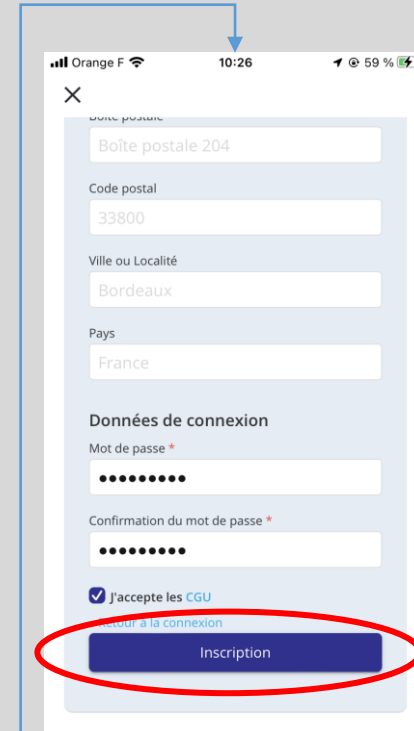 Orange F 10:26 59 %
Boîte postale
Boîte postale 204
Code postal
33800
Ville ou Localité
Bordeaux
Pays
France
Données de connexion
Mot de passe *
●●●●●●●●●
Confirmation du mot de passe *
●●●●●●●●●
J'accepte les CGU
Retour à la connexion
Inscription